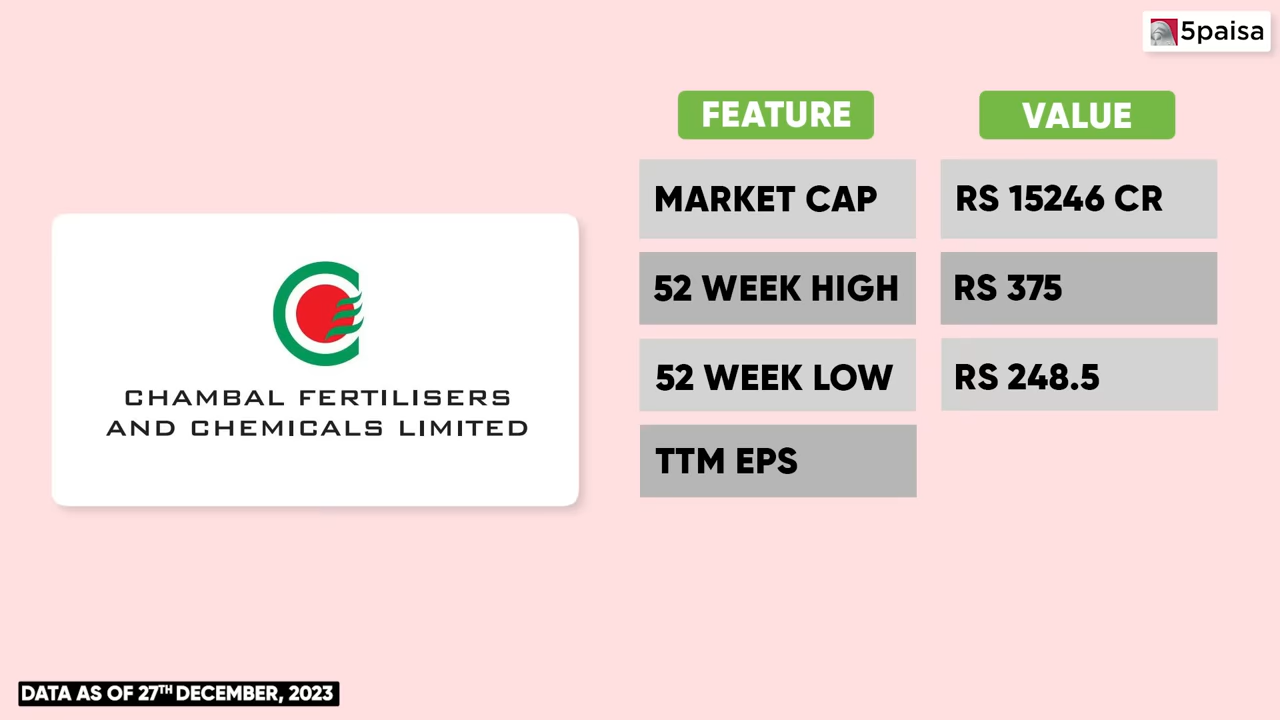 5paisa
FEATURE VALUE
MARKET CAP RS 15246 CR
52 WEEK HIGH RS 375
52 WEEK LOW RS 248.5
TTM EPS
CHAMBAL FERTILISERS
AND CHEMICALS LIMITED
DATA AS OF 27TH DECEMBER, 2023